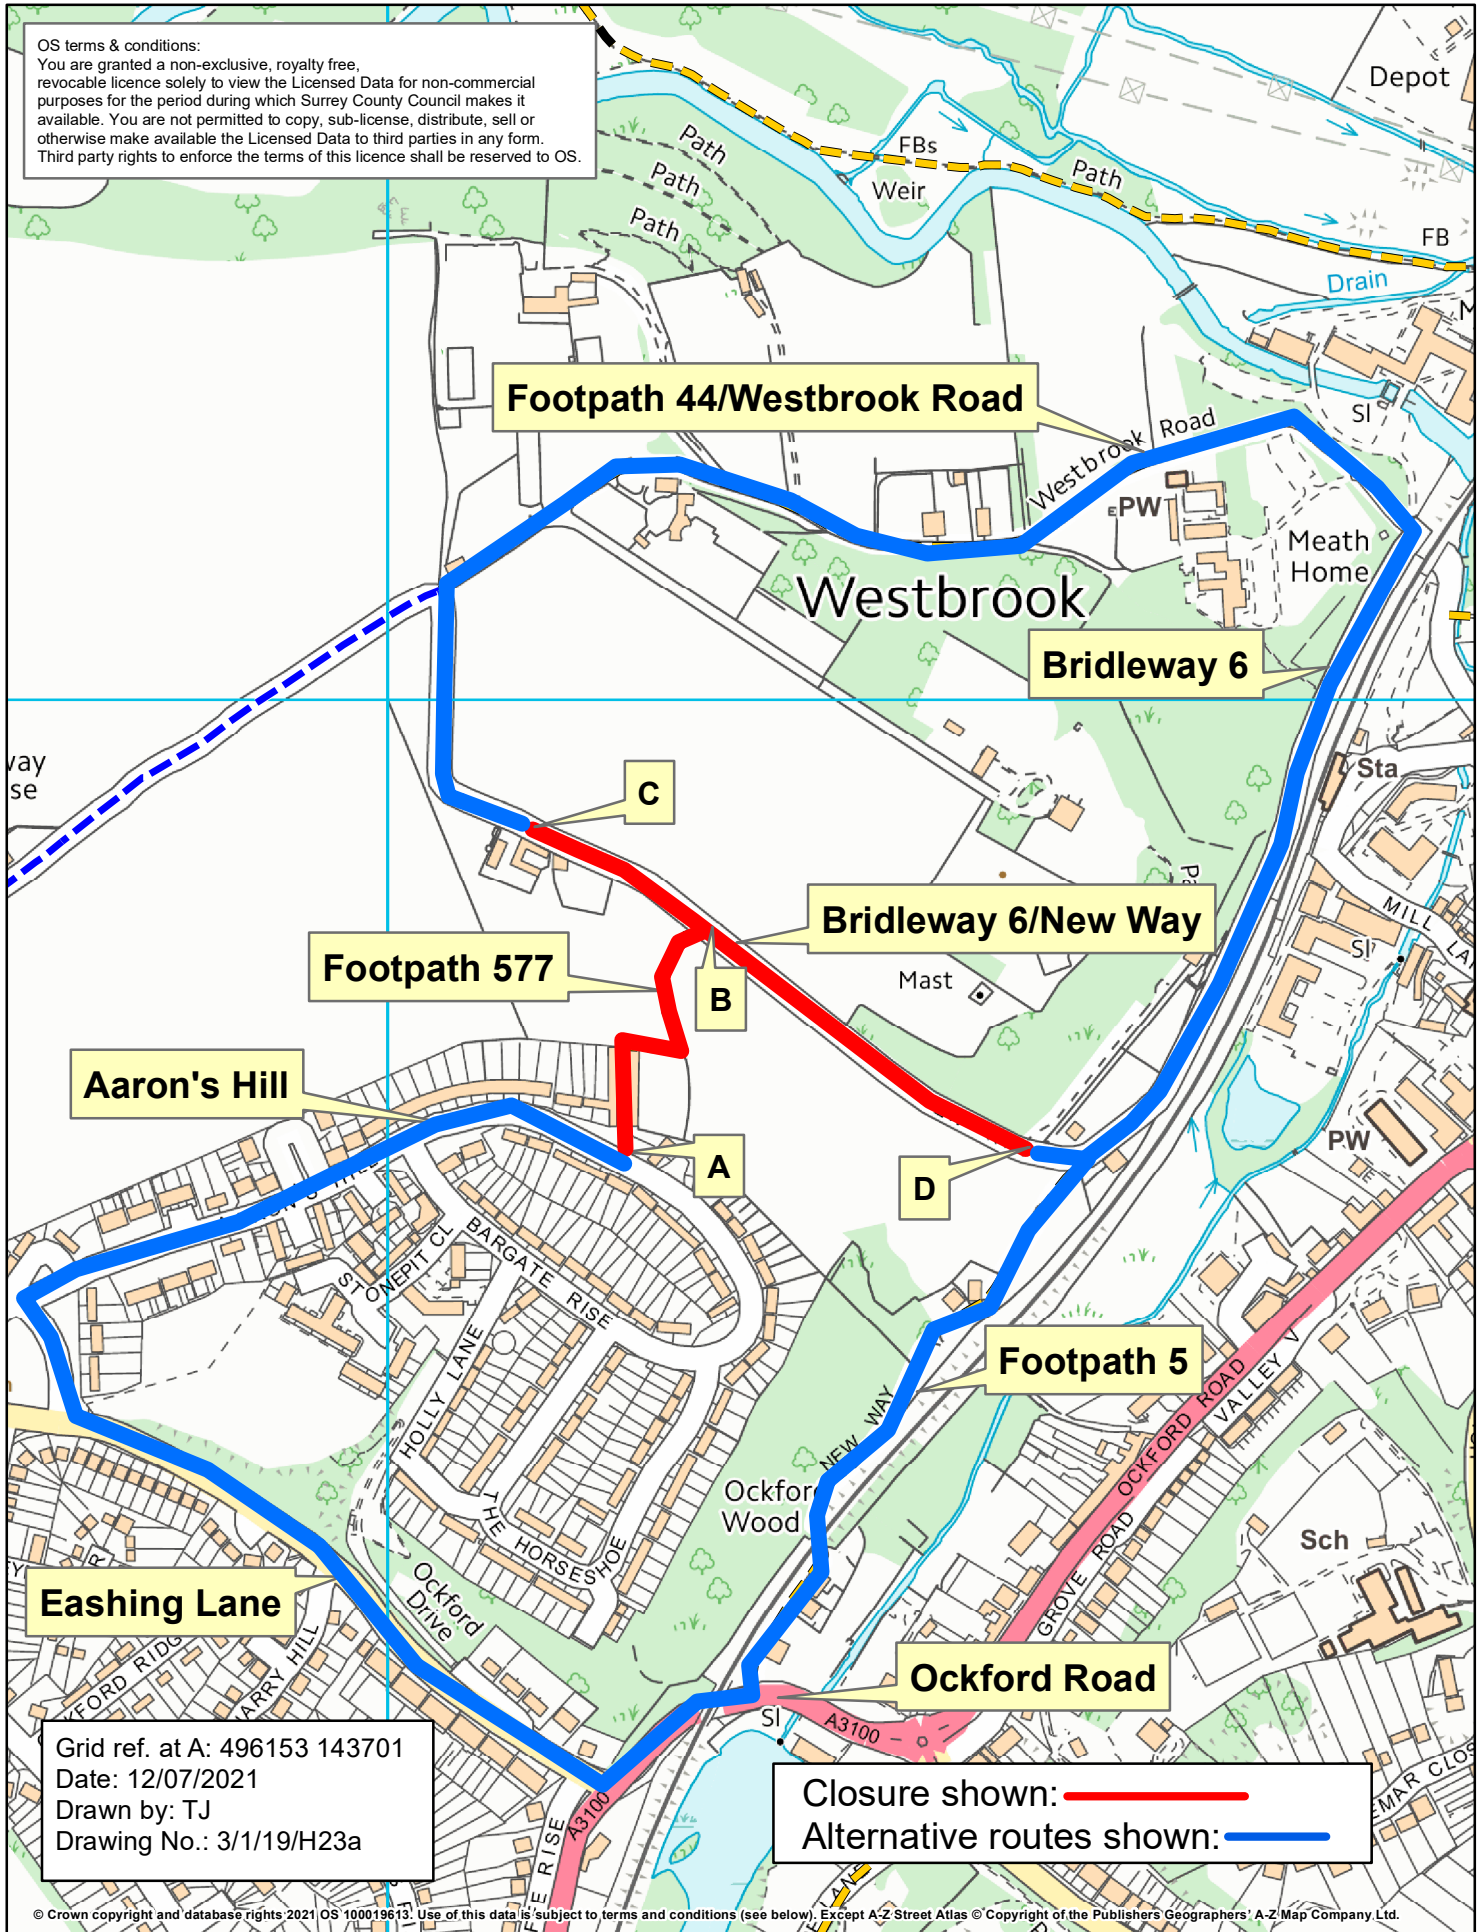 OS terms & conditions:
You are granted a non-exclusive, royalty free,
revocable licence solely to view the Licensed Data for non-commercial
purposes for the period during which Surrey County Council makes it
available. You are not permitted to copy, sub-license, distribute, sell or
otherwise make available the Licensed Data to third parties in any form.
Third party rights to enforce the terms of this licence shall be reserved to OS.
Depot
Path
FBs
Path
Path
Weir
Path
FB
Drain
Footpath 44/Westbrook Road
Westbrook Road
Sl
PW
Meath
Home
Westbrook
Bridleway 6
C
Sta
Bridleway 6/New Way
MILL
Footpath 577
Sl
Mast
B
Aaron's Hill
PW
A
D
STONEPIT CL
BARGATE RISE
HOLLY LANE
Footpath 5
OCKFORD ROAD
VALLEY V
NEW WAY
Ockford
Wood
THE HORSESHOE
GROVE ROAD
Sch
Ockford
Drive
Eashing Lane
Ockford Road
Sl
A3100
A3100
Grid ref. at A: 496153 143701
Date: 12/07/2021
Drawn by: TJ
Drawing No.: 3/1/19/H23a
Closure shown:
Alternative routes shown:
© Crown copyright and database rights 2021 OS 100019613. Use of this data is subject to terms and conditions (see below). Except A-Z Street Atlas © Copyright of the Publishers Geographers' A-Z Map Company Ltd.